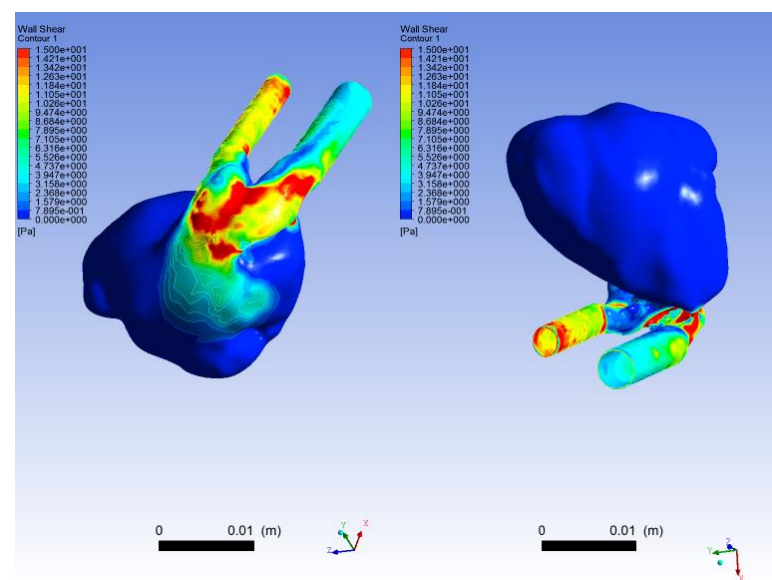 Wall Shear
Contour 1
1.500e+001
1.421e+001
1.342e+001
1.263e+001
1.184e+001
1.105e+001
1.026e+001
9.474e+000
8.684e+000
7.895e+000
7.105e+000
6.316e+000
5.526e+000
4.737e+000
3.947e+000
3.158e+000
2.368e+000
1.579e+000
7.895e-001
0.000e+000
[Pa]
0 0.01 (m)
Y X
Z
Wall Shear
Contour 1
1.500e+001
1.421e+001
1.342e+001
1.263e+001
1.184e+001
1.105e+001
1.026e+001
9.474e+000
8.684e+000
7.895e+000
7.105e+000
6.316e+000
5.526e+000
4.737e+000
3.947e+000
3.158e+000
2.368e+000
1.579e+000
7.895e-001
0.000e+000
[Pa]
0 0.01 (m)
Z
Y
X